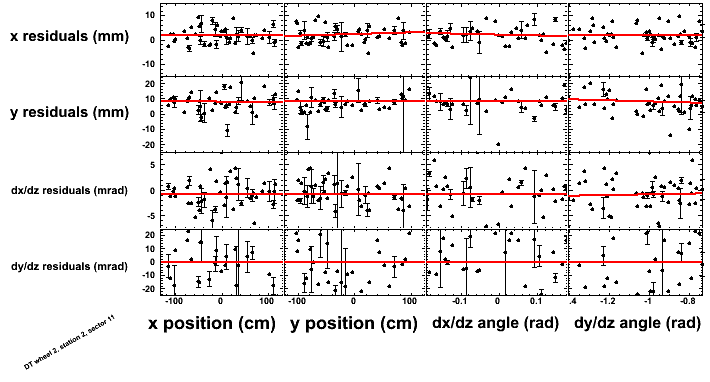 10
5
0
-10
x residuals (mm)
20
10
0
-10
-20
y residuals (mm)
5
0
-5
dx/dz residuals (mrad)
20
10
0
-10
-20
dy/dz residuals (mrad)
-100 0 100 -100 0 100 -0.1 0 0.1 .4 -1.2 -1 -0.8
x position (cm) y position (cm) dx/dz angle (rad) dy/dz angle (rad)
DT wheel 2, station 2, sector 11